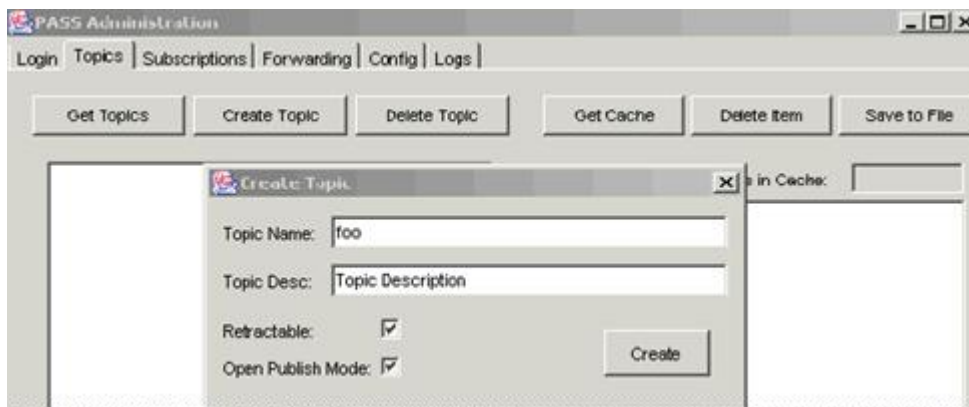 PASS Administration
Login Topics Subscriptions Forwarding Config Logs
Get Topics Create Topic Delete Topic Get Cache Delete Item Save to File
Create Topic
in Cache:
Topic Name: foo
Topic Desc: Topic Description
Retractable:
Create
Open Publish Mode: